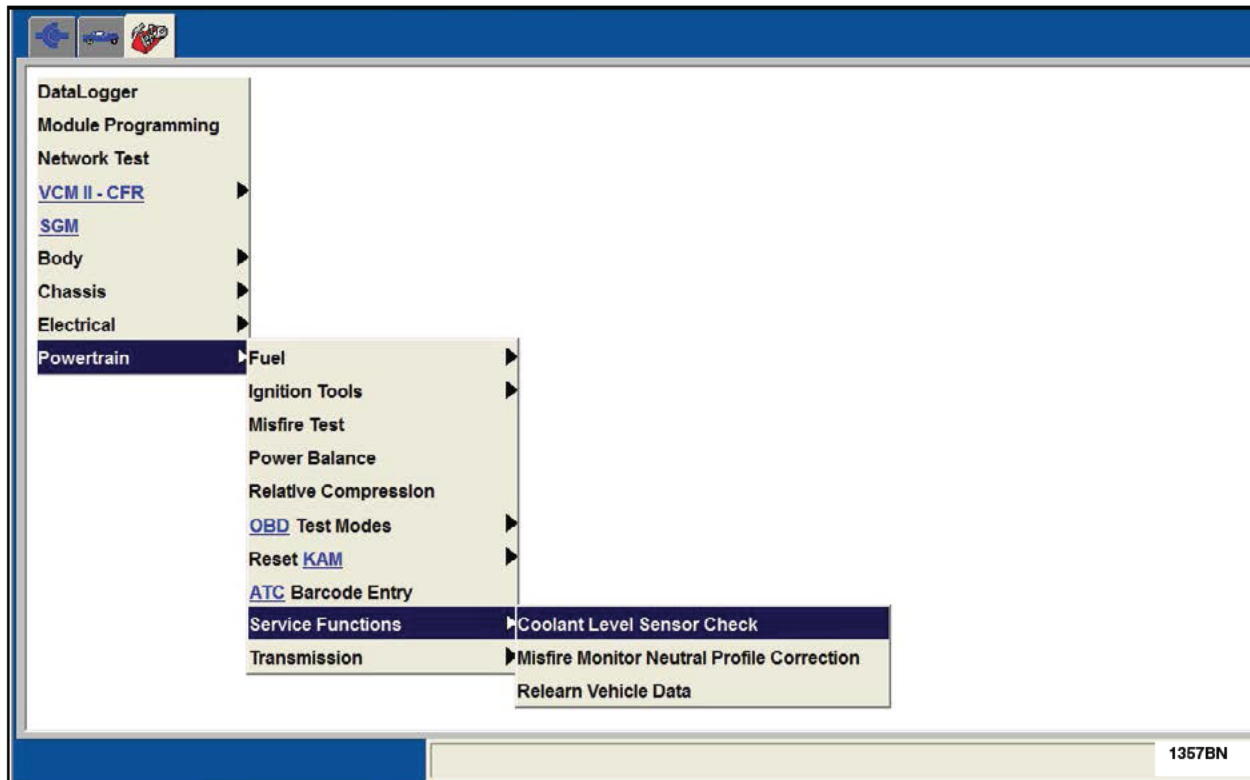 DataLogger
Module Programming
Network Test
VCM II - CFR
SGM
Body
Chassis
Electrical
Powertrain
Fuel
Ignition Tools
Misfire Test
Power Balance
Relative Compression
OBD Test Modes
Reset KAM
ATC Barcode Entry
Service Functions
Transmission
Coolant Level Sensor Check
Misfire Monitor Neutral Profile Correction
Relearn Vehicle Data
1357BN